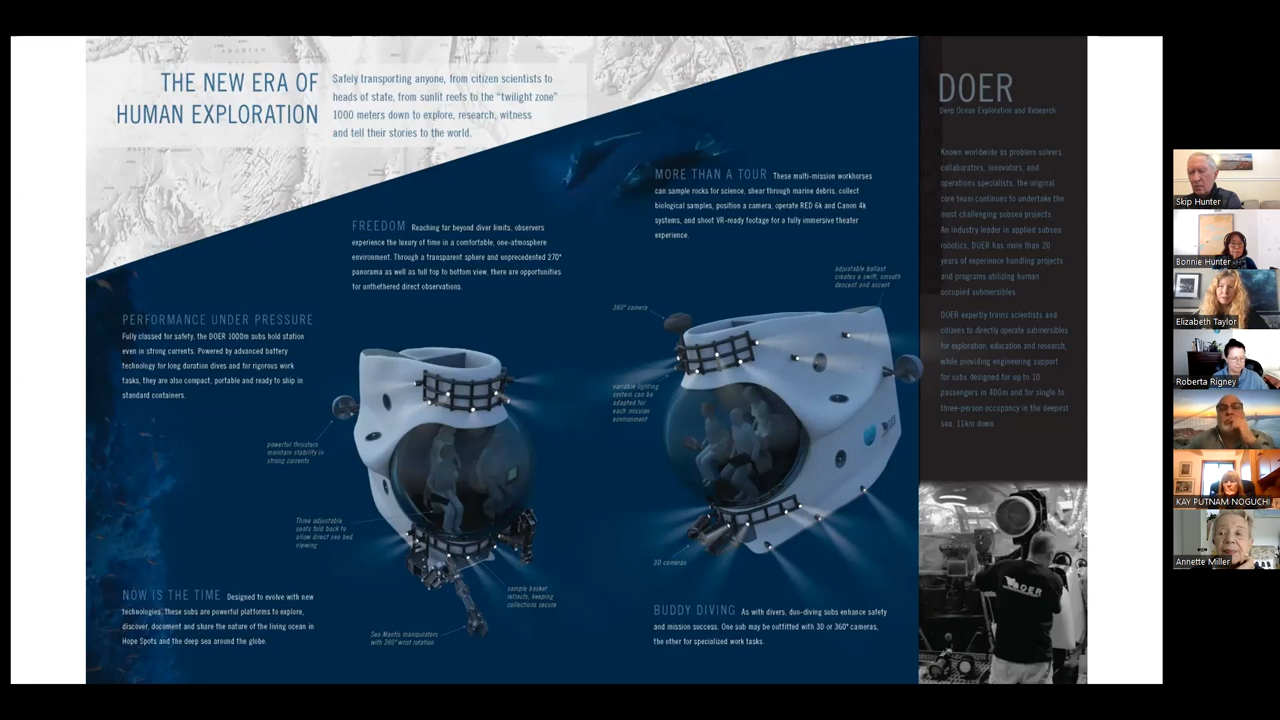 THE NEW ERA OF
HUMAN EXPLORATION
Safely transporting anyone, from citizen scientists to
heads of state, from sunlit reefs to the “twilight zone”
1000 meters down to explore, research, witness
and tell their stories to the world.
FREEDOM Reaching far beyond diver limits, observers
experience the luxury of time in a comfortable, one-atmosphere
environment. Through a transparent sphere and unprecedented 270°
panorama as well as full top to bottom view, there are opportunities
for untethered direct observations.
MORE THAN A TOUR These multi-mission workhorses
can sample rocks for science, shear through marine debris, collect
biological samples, position a camera, operate RED 6k and Canon 4k
systems, and shoot VR-ready footage for a fully immersive theater
experience.
PERFORMANCE UNDER PRESSURE
Fully classed for safety, the DOER 1000m subs hold station
even in strong currents. Powered by advanced battery
technology for long duration dives and for rigorous work
tasks, they are also compact, portable and ready to ship in
standard containers.
adjustable ballast
creates a swift, smooth
descent and ascent
360° camera
variable lighting
system can be
adapted for
each mission
environment
powerful thrusters
maintain stability in
strong currents
Three adjustable
seats fold back to
allow direct sea bed
viewing
3D cameras
sample basket
retracts, keeping
collections secure
Sea Mantis manipulators
with 360° wrist rotation
NOW IS THE TIME Designed to evolve with new
technologies, these subs are powerful platforms to explore,
discover, document and share the nature of the living ocean in
Hope Spots and the deep sea around the globe.
BUDDY DIVING As with divers, duo-diving subs enhance safety
and mission success. One sub may be outfitted with 3D or 360° cameras,
the other for specialized work tasks.
DOER
Deep Ocean Exploration and Research
Known worldwide as problem solvers,
collaborators, innovators, and
operations specialists, the original
core team continues to undertake the
most challenging subsea projects.
An industry leader in applied subsea
robotics, DOER has more than 20
years of experience handling projects
and programs utilizing human
occupied submersibles.
DOER expertly trains scientists and
citizens to directly operate submersibles
for exploration, education and research,
while providing engineering support
for subs designed for up to 10
passengers in 400m and for single to
three-person occupancy in the deepest
sea, 11km down.
DOER
Skip Hunter
Bonnie Hunter
Elizabeth Taylor
Roberta Rigney
KAY PUTNAM NOGUCHI
Annette Miller